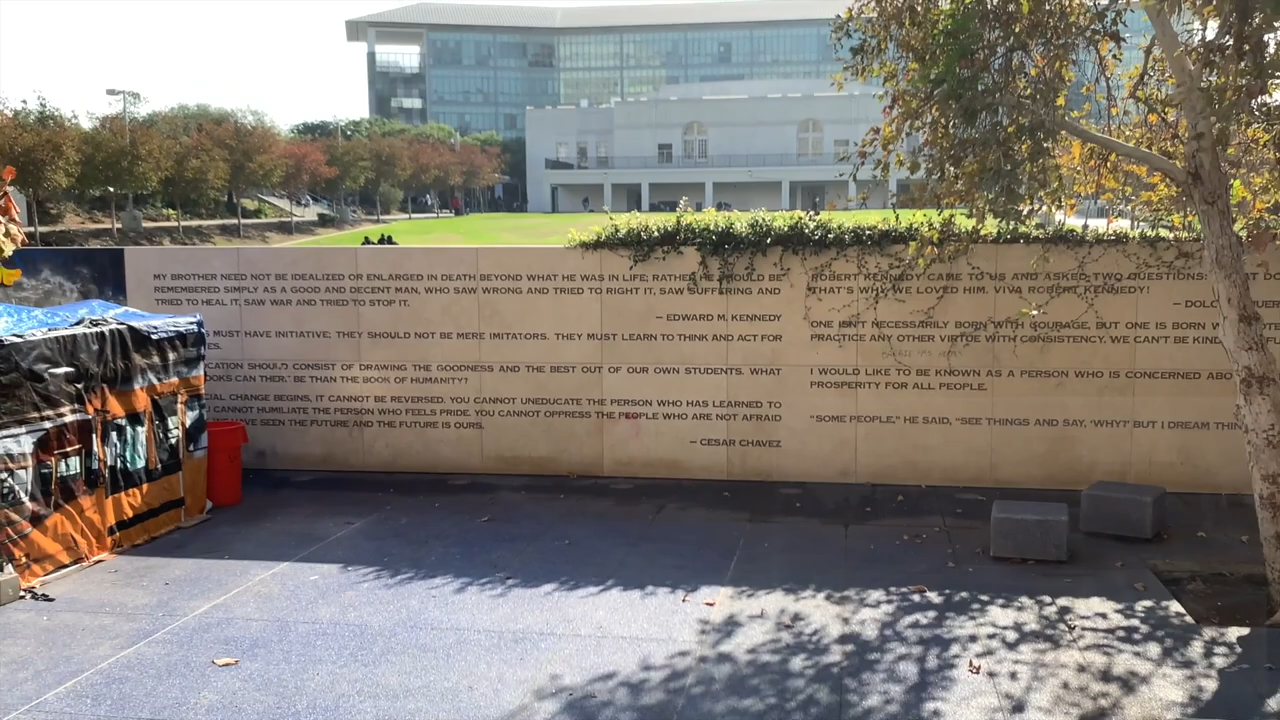 MY BROTHER NEED NOT BE IDEALIZED OR ENLARGED IN DEATH BEYOND WHAT HE WAS IN LIFE; RATHER HE SHOULD BE
REMEMBERED SIMPLY AS A GOOD AND DECENT MAN, WHO SAW WRONG AND TRIED TO RIGHT IT, SAW SUFFERING AND
TRIED TO HEAL IT, SAW WAR AND TRIED TO STOP IT.
— EDWARD M. KENNEDY
MUST HAVE INITIATIVE; THEY SHOULD NOT BE MERE IMITATORS. THEY MUST LEARN TO THINK AND ACT FOR
SHOULD CONSIST OF DRAWING THE GOODNESS AND THE BEST OUT OF OUR OWN STUDENTS. WHAT
CAN THER." BE THAN THE BOOK OF HUMANITY?
CHANGE BEGINS, IT CANNOT BE REVERSED. YOU CANNOT UNEDUCATE THE PERSON WHO HAS LEARNED TO
CANNOT HUMILIATE THE PERSON WHO FEELS PRIDE. YOU CANNOT OPPRESS THE PEOPLE WHO ARE NOT AFRAID
WE HAVE SEEN THE FUTURE AND THE FUTURE IS OURS.
— CESAR CHAVEZ
ROBERT KENNEDY CAME TO US AND ASKED TWO QUESTIONS:
THAT'S WHY WE LOVED HIM. VIVA ROBERT KENNEDY!
ONE ISN'T NECESSARILY BORN WITH COURAGE, BUT ONE IS BORN
PRACTICE ANY OTHER VIRTUE WITH CONSISTENCY. WE CAN'T BE KIND
I WOULD LIKE TO BE KNOWN AS A PERSON WHO IS CONCERNED
PROSPERITY FOR ALL PEOPLE.
"SOME PEOPLE," HE SAID, "SEE THINGS AND SAY, 'WHY?' BUT I DREAM